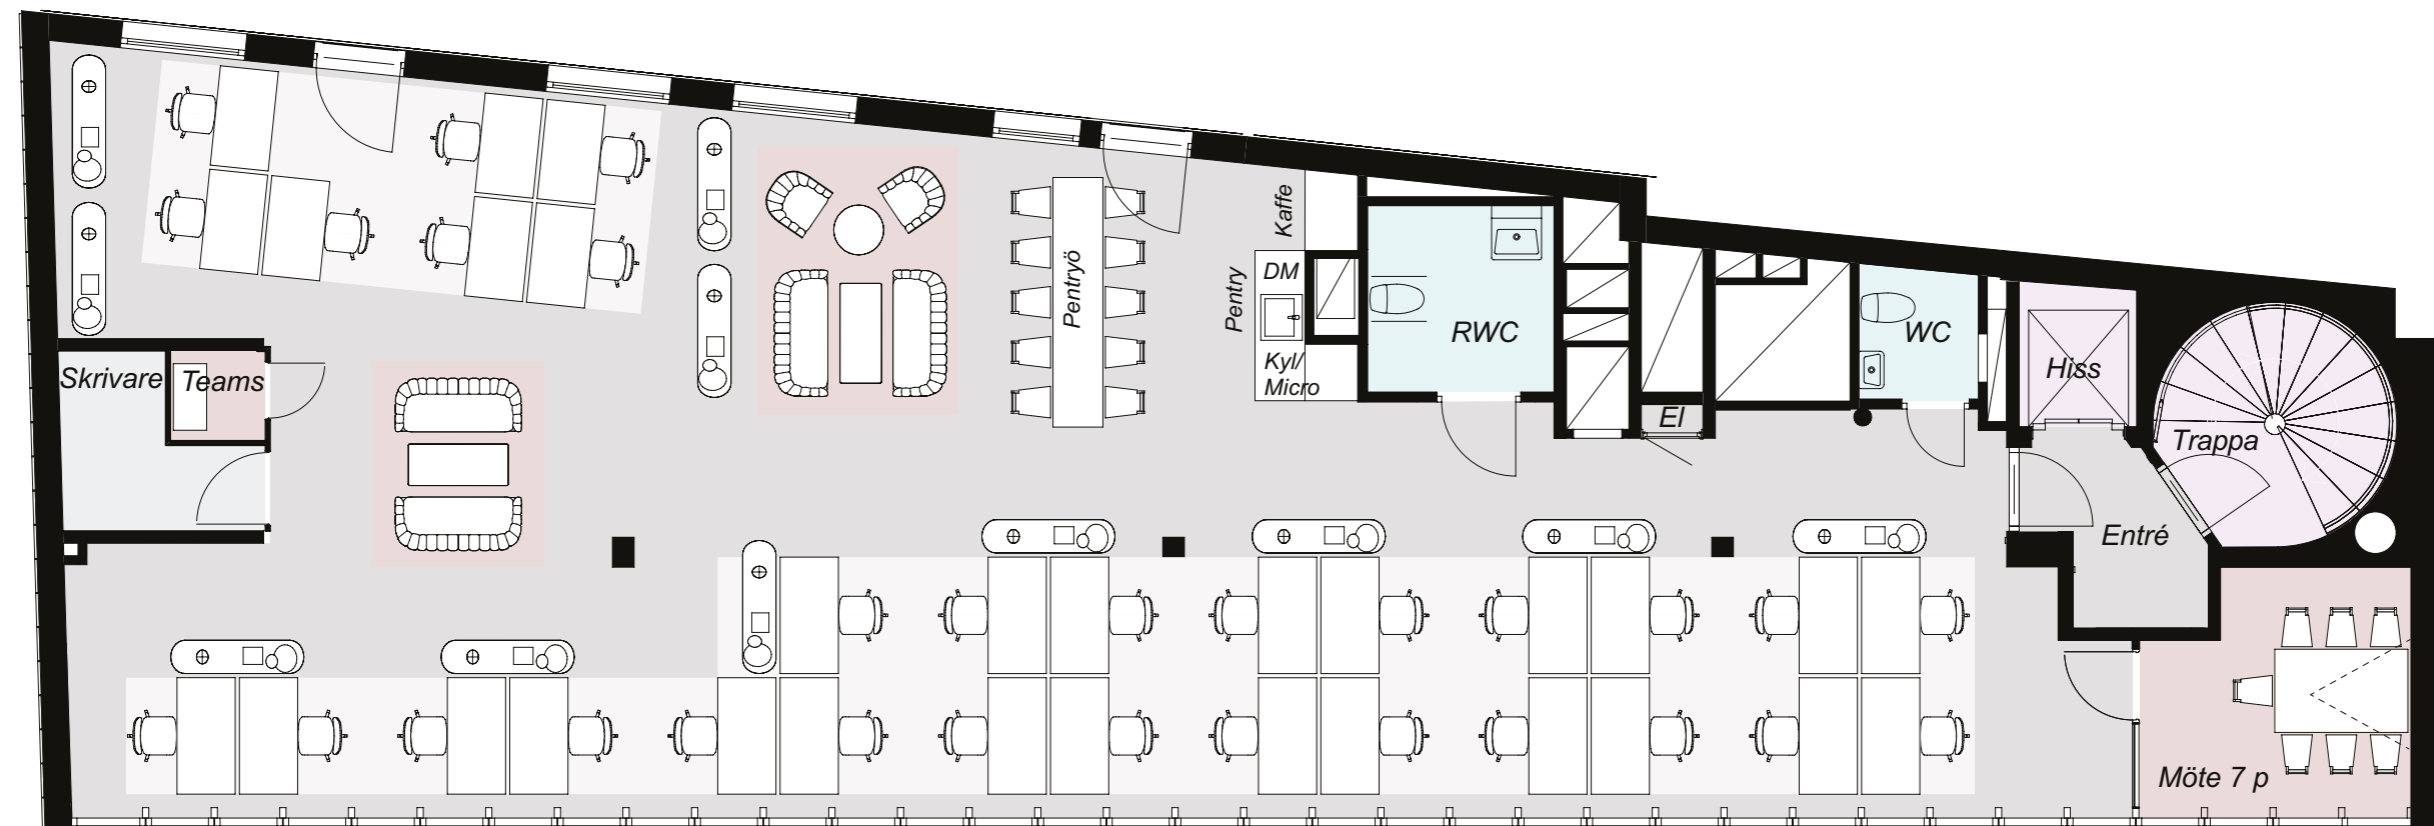 Skrivare
Teams
Pentryö
Kaffe
Pentry
DM
Kyl/
Micro
RWC
El
WC
Hiss
Trappa
Entré
Möte 7 p